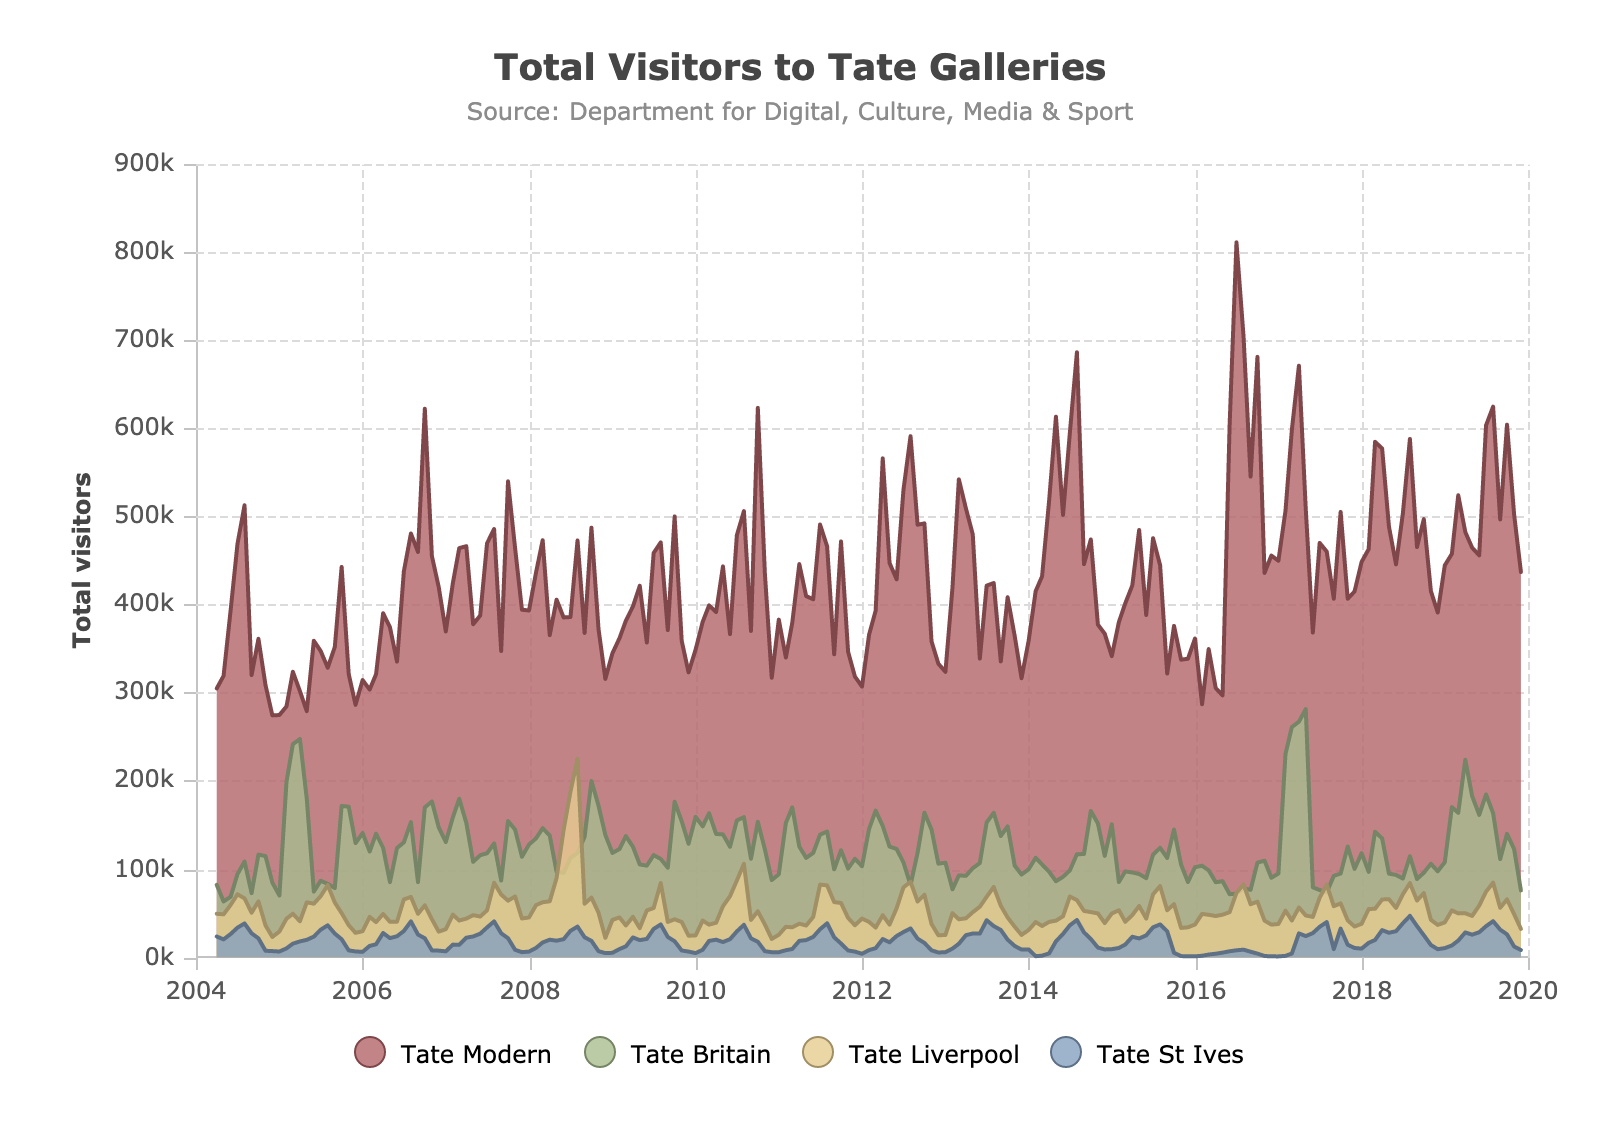 Total Visitors to Tate Galleries
Source: Department for Digital, Culture, Media & Sport
Total visitors
900k
800k
700k
600k
500k
400k
300k
200k
100k
0k
2004 2006 2008 2010 2012 2014 2016 2018 2020
Tate Modern Tate Britain Tate Liverpool Tate St Ives